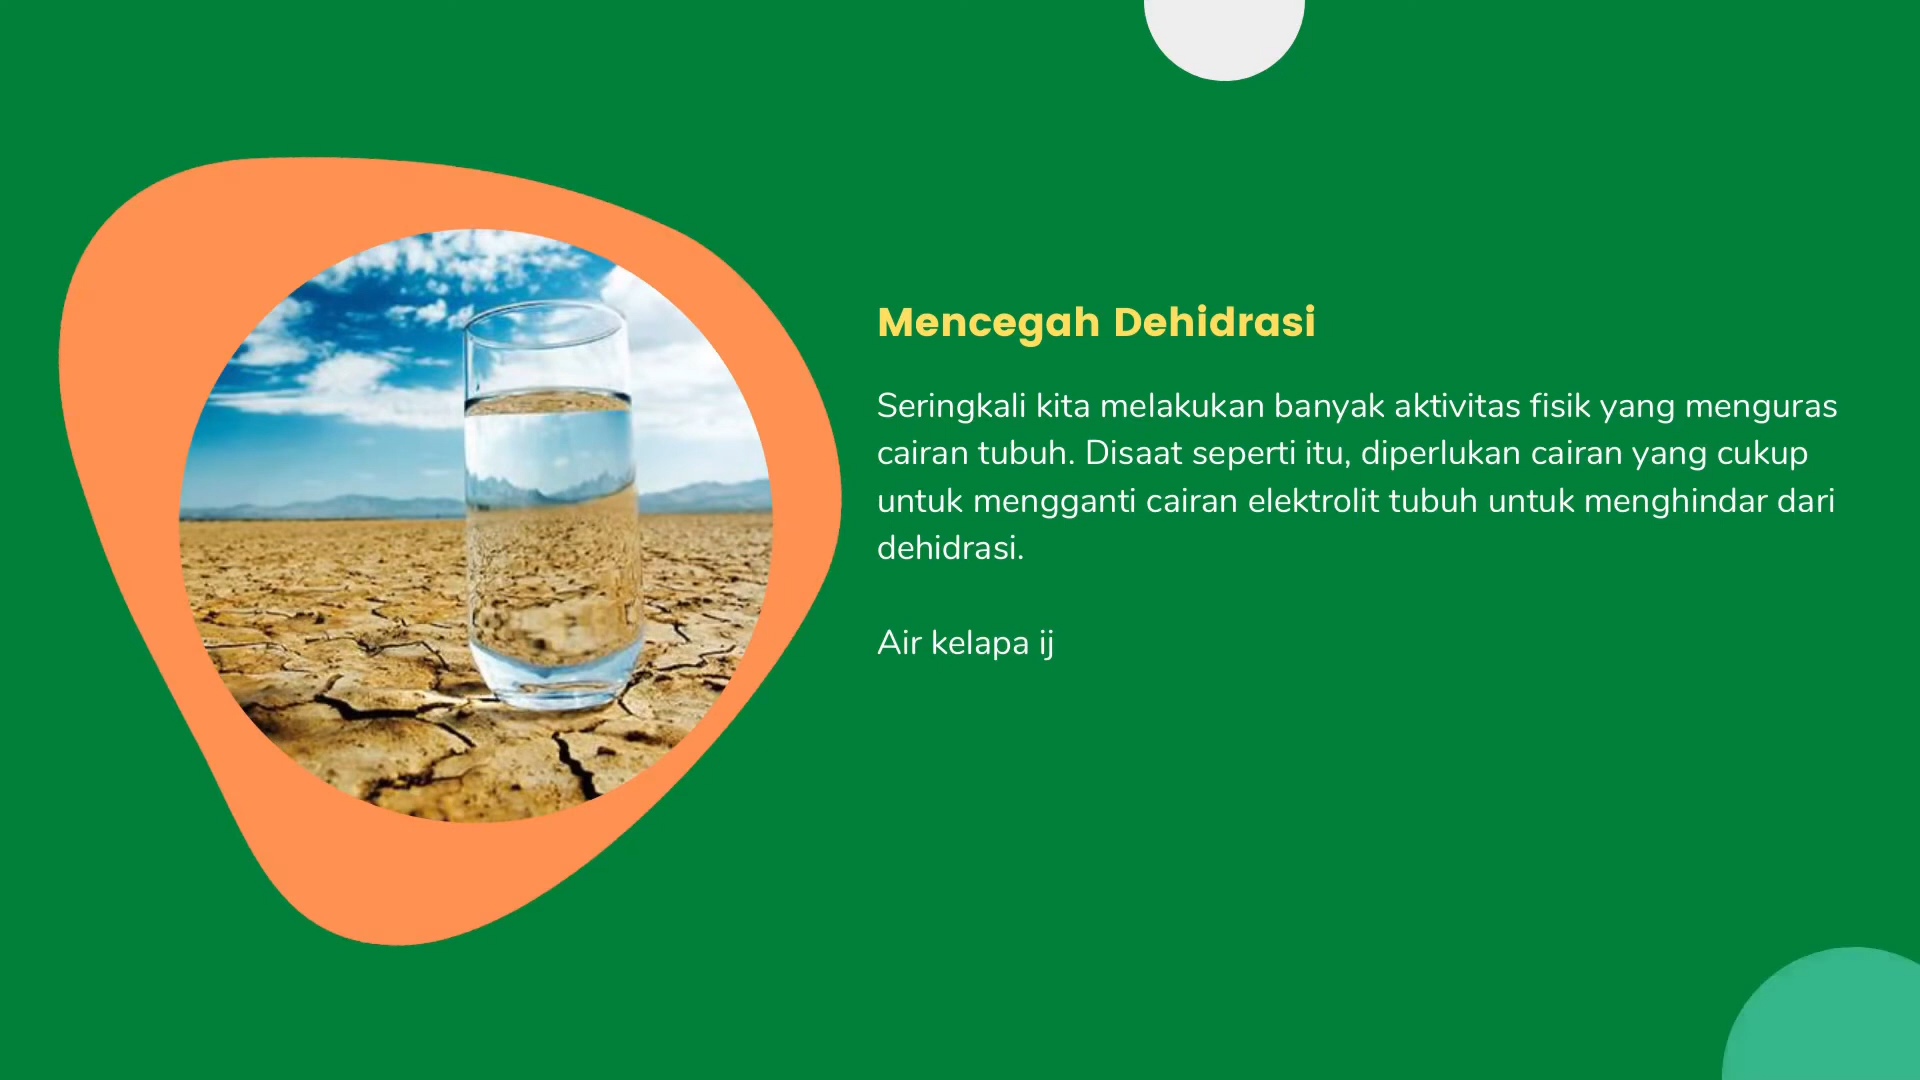 Mencegah Dehidrasi
Seringkali kita melakukan banyak aktivitas fisik yang menguras
cairan tubuh. Disaat seperti itu, diperlukan cairan yang cukup
untuk mengganti cairan elektrolit tubuh untuk menghindar dari
dehidrasi.
Air kelapa ij